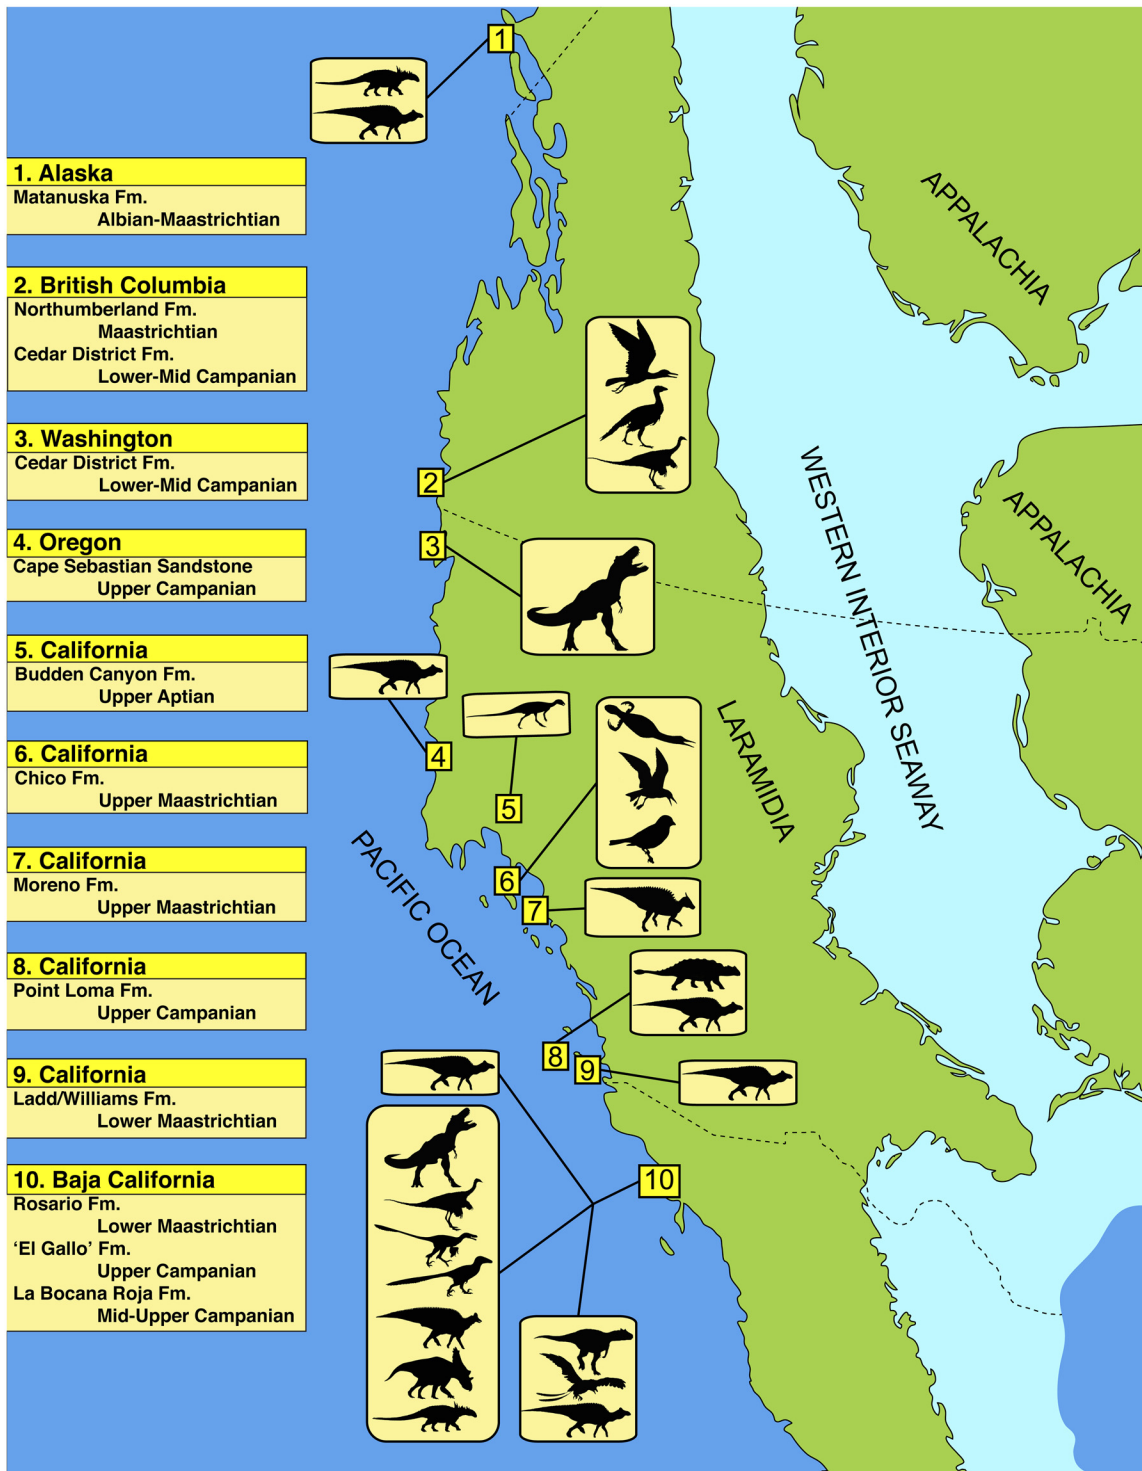 1. Alaska
Matanuska Fm.
Albian-Maastrichtian
2. British Columbia
Northumberland Fm.
Maastrichtian
Cedar District Fm.
Lower-Mid Campanian
3. Washington
Cedar District Fm.
Lower-Mid Campanian
4. Oregon
Cape Sebastian Sandstone
Upper Campanian
5. California
Budden Canyon Fm.
Upper Aptian
6. California
Chico Fm.
Upper Maastrichtian
7. California
Moreno Fm.
Upper Maastrichtian
8. California
Point Loma Fm.
Upper Campanian
9. California
Ladd/Williams Fm.
Lower Maastrichtian
10. Baja California
Rosario Fm.
Lower Maastrichtian
‘El Gallo’ Fm.
Upper Campanian
La Bocana Roja Fm.
Mid-Upper Campanian
1
2
3
4
5
6
7
8
9
10
PACIFIC OCEAN
LARAMIDIA
WESTERN INTERIOR SEAWAY
APPALACHIA
APPALACHIA